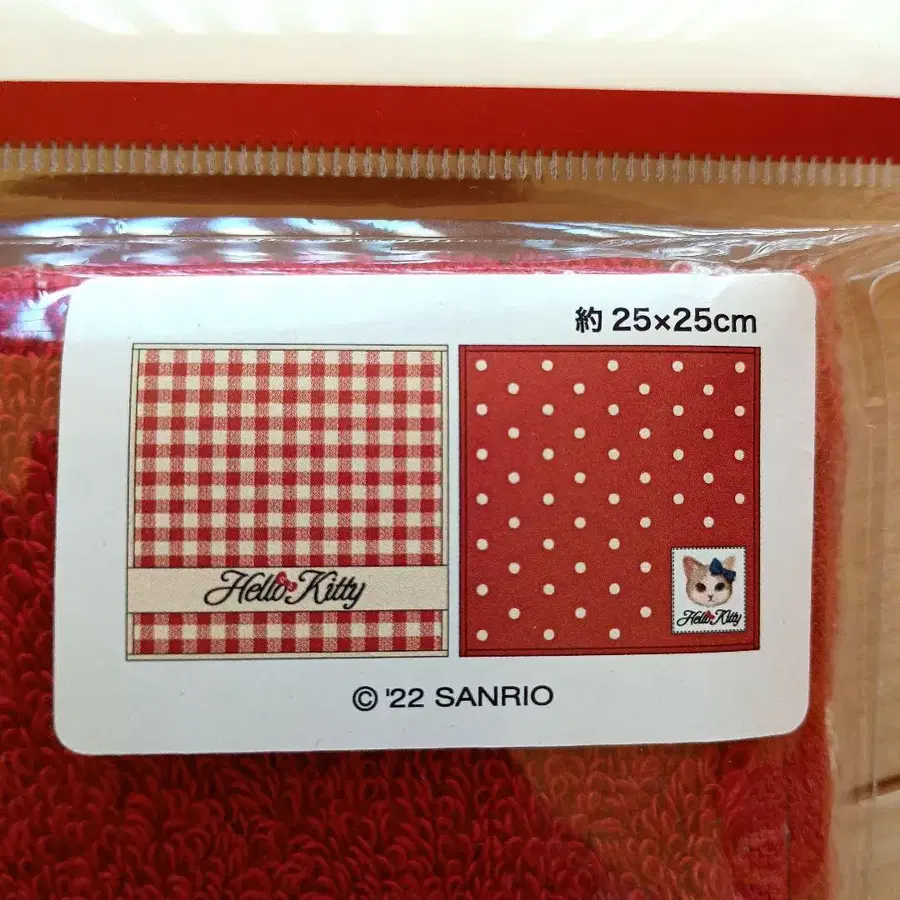 約 25×25cm
Hello Kitty
Hello Kitty
© '22 SANRIO